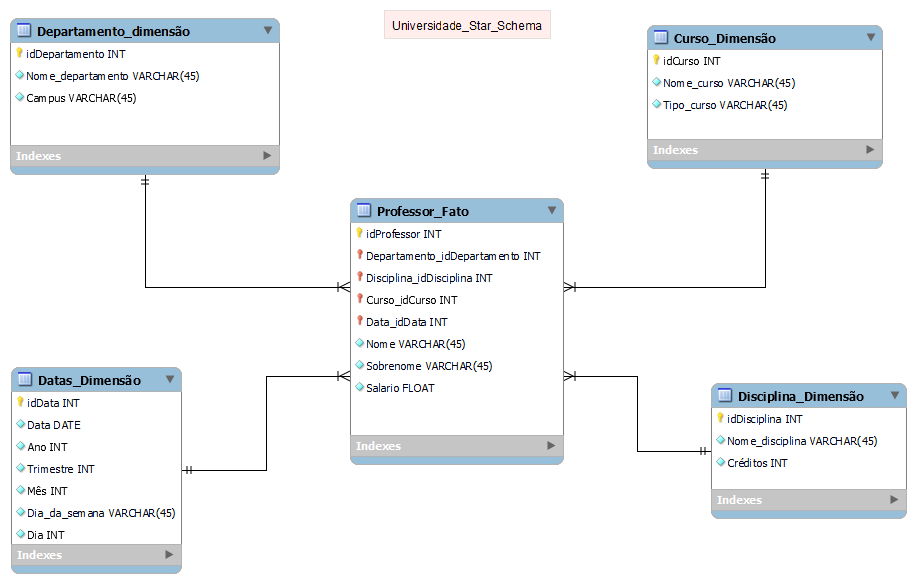 Universidade_Star_Schema
Departamento_dimensão
idDepartamento INT
Nome_departamento VARCHAR(45)
Campus VARCHAR(45)
Indexes
Curso_Dimensão
idCurso INT
Nome_curso VARCHAR(45)
Tipo_curso VARCHAR(45)
Indexes
Professor_Fato
idProfessor INT
Departamento_idDepartamento INT
Disciplina_idDisciplina INT
Curso_idCurso INT
Data_idData INT
Nome VARCHAR(45)
Sobrenome VARCHAR(45)
Salario FLOAT
Indexes
Datas_Dimensão
idData INT
Data DATE
Ano INT
Trimestre INT
Mês INT
Dia_da_semana VARCHAR(45)
Dia INT
Indexes
Disciplina_Dimensão
idDisciplina INT
Nome_disciplina VARCHAR(45)
Créditos INT
Indexes